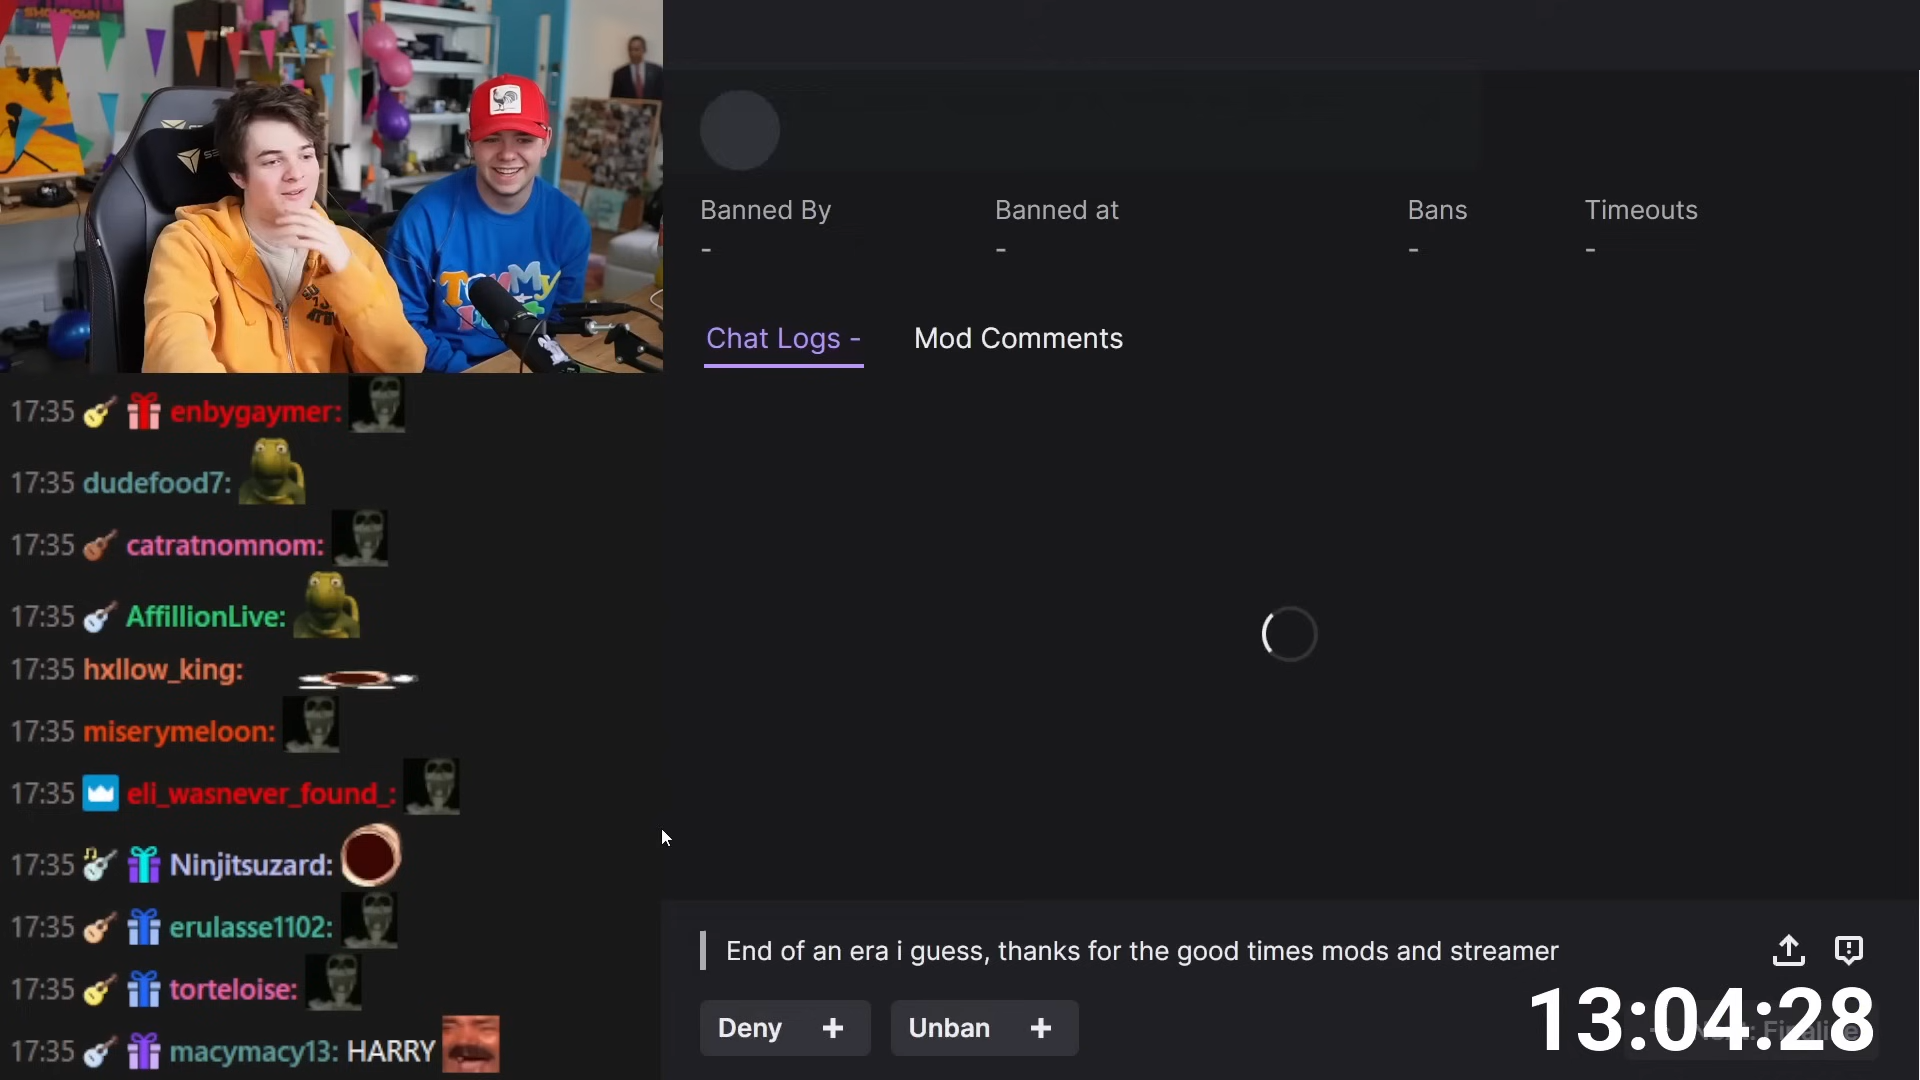 SHOWDOWN
TOMMY
Banned By
Banned at
Bans
Timeouts
-
-
-
-
Chat Logs -
Mod Comments
17:35 enbygaymer:
17:35 dudefood7:
17:35 catratnomnom:
17:35 AffillionLive:
17:35 hxllow_king:
17:35 miserymeloon:
17:35 eli_wasnever_found_:
17:35 Ninjitsuzard:
17:35 erulasse1102:
17:35 torteloise:
17:35 macymacy13: HARRY
End of an era i guess, thanks for the good times mods and streamer
Deny +
Unban +
13:04:28